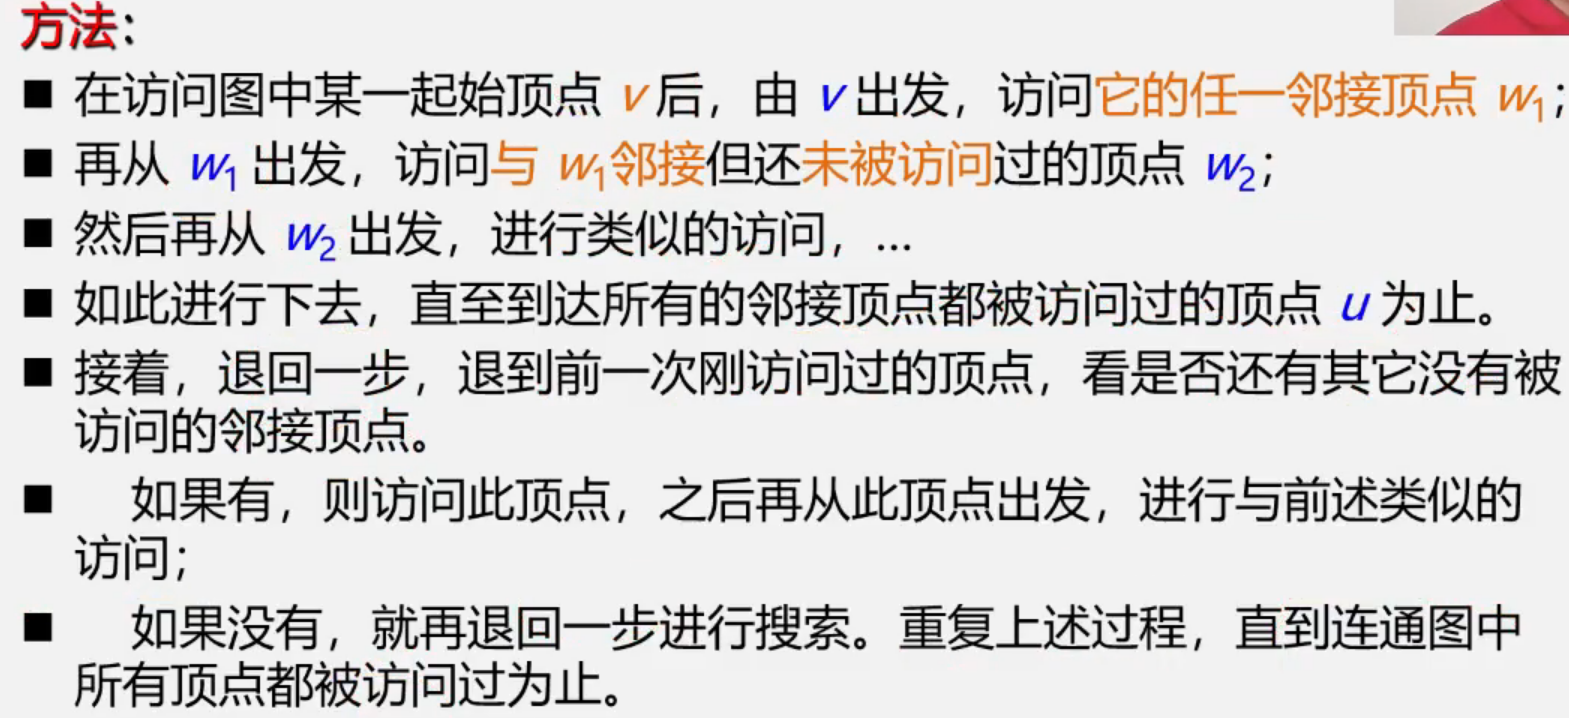 方法：
■ 在访问图中某一起始顶点 v 后，由 v 出发，访问它的任一邻接顶点 w₁；
■ 再从 w₁ 出发，访问与 w₁邻接但还未被访问过的顶点 w₂；
■ 然后再从 w₂ 出发，进行类似的访问，…
■ 如此进行下去，直至到达所有的邻接顶点都被访问过的顶点 u 为止。
■ 接着，退回一步，退到前一次刚访问过的顶点，看是否还有其它没有被
访问的邻接顶点。
■ 如果有，则访问此顶点，之后再从此顶点出发，进行与前述类似的
访问；
■ 如果没有，就再退回一步进行搜索。重复上述过程，直到连通图中
所有顶点都被访问过为止。